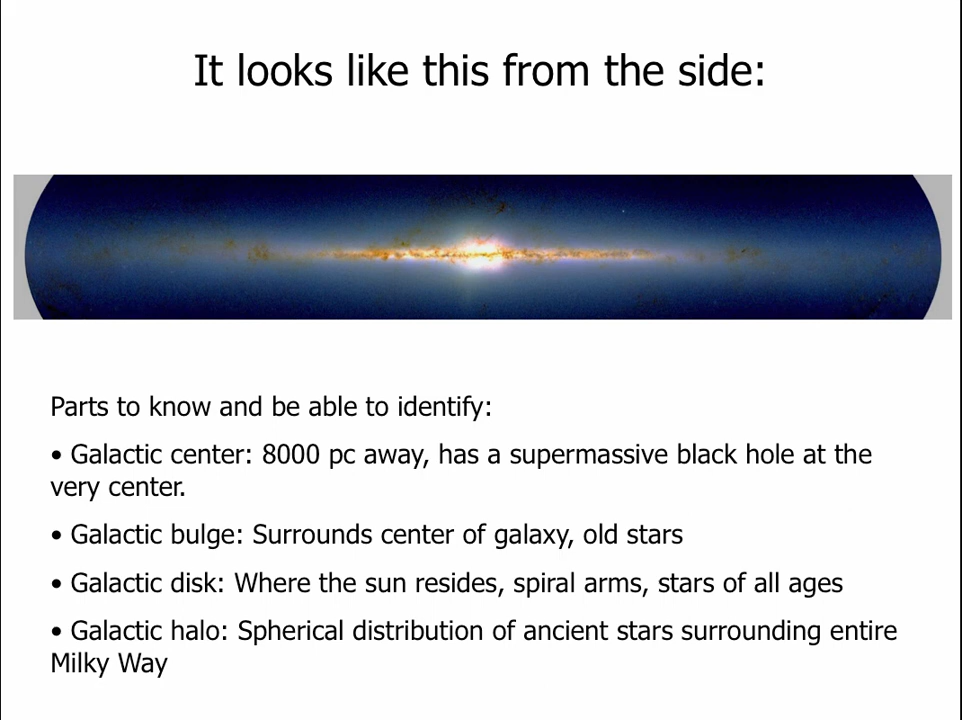 It looks like this from the side:
Parts to know and be able to identify:
• Galactic center: 8000 pc away, has a supermassive black hole at the
very center.
• Galactic bulge: Surrounds center of galaxy, old stars
• Galactic disk: Where the sun resides, spiral arms, stars of all ages
• Galactic halo: Spherical distribution of ancient stars surrounding entire
Milky Way